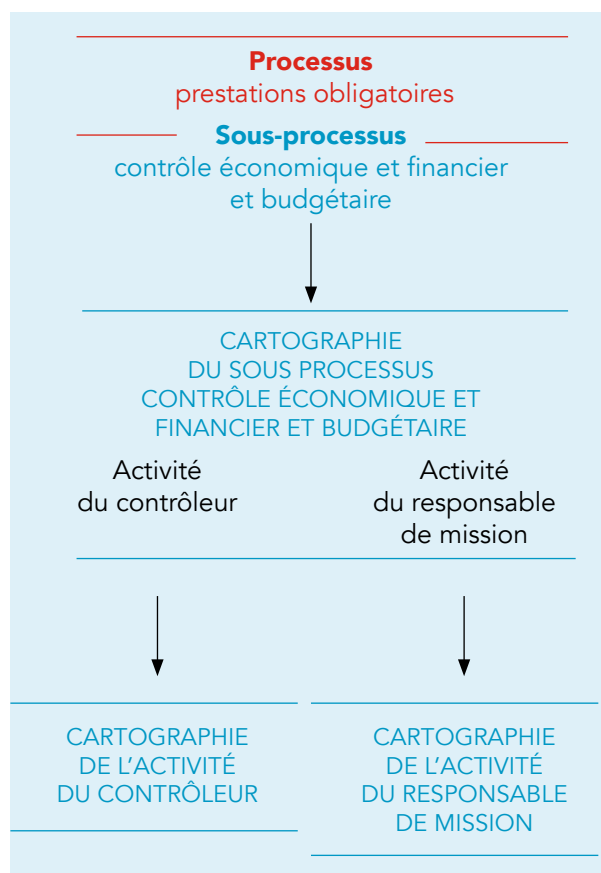 Processus
prestations obligatoires
Sous-processus
contrôle économique et financier
et budgétaire
CARTOGRAPHIE
DU SOUS PROCESSUS
CONTRÔLE ÉCONOMIQUE ET
FINANCIER ET BUDGÉTAIRE
Activité
du contrôleur
Activité
du responsable
de mission
CARTOGRAPHIE
DE L’ACTIVITÉ
DU CONTRÔLEUR
CARTOGRAPHIE
DE L’ACTIVITÉ
DU RESPONSABLE
DE MISSION